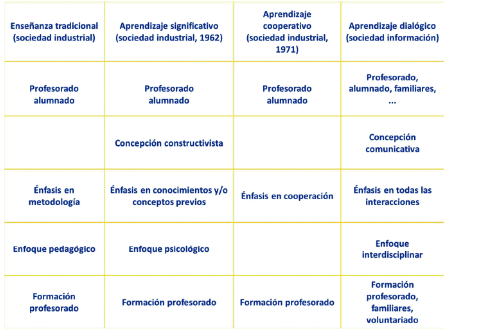 Enseñanza tradicional
(sociedad industrial)
Aprendizaje significativo
(sociedad industrial, 1962)
Aprendizaje
cooperativo
(sociedad industrial,
1971)
Aprendizaje dialógico
(sociedad información)
Profesorado
alumnado
Profesorado
alumnado
Profesorado
alumnado
Profesorado,
alumnado, familiares,
...
Concepción constructivista
Concepción
comunicativa
Énfasis en
metodología
Énfasis en conocimientos y/o
conceptos previos
Énfasis en cooperación
Énfasis en todas las
interacciones
Enfoque pedagógico
Enfoque psicológico
Enfoque
interdisciplinar
Formación
profesorado
Formación profesorado
Formación profesorado
Formación
profesorado,
familiares,
voluntariado